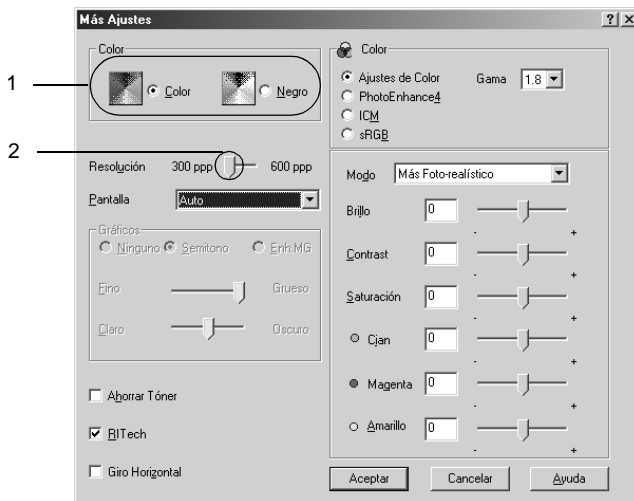 Más Ajustes
Color
1
Color
Negro
2
Resolución 300 ppp 600 ppp
Pantalla Auto
Gráficos
Ninguno Semitono Enh.MG
Fino Grueso
Claro Oscuro
Ahorrar Tóner
RITech
Giro Horizontal
Color
Ajustes de Color Gama 1.8
PhotoEnhance4
ICM
sRGB
Modo Más Foto-realístico
Brillo 0
- +
Contrast 0
- +
Saturación 0
- +
Cian 0
- +
Magenta 0
- +
Amarillo 0
- +
Aceptar Cancelar Ayuda